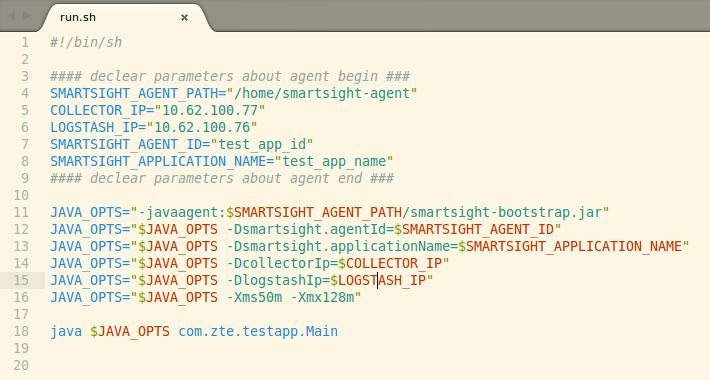 run.sh ×
1 #!/bin/sh
2
3 #### declear parameters about agent begin ###
4 SMARTSIGHT_AGENT_PATH="/home/smartsight-agent"
5 COLLECTOR_IP="10.62.100.77"
6 LOGSTASH_IP="10.62.100.76"
7 SMARTSIGHT_AGENT_ID="test_app_id"
8 SMARTSIGHT_APPLICATION_NAME="test_app_name"
9 #### declear parameters about agent end ###
10
11 JAVA_OPTS="-javaagent:$SMARTSIGHT_AGENT_PATH/smartsight-bootstrap.jar"
12 JAVA_OPTS="$JAVA_OPTS -Dsmartsight.agentId=$SMARTSIGHT_AGENT_ID"
13 JAVA_OPTS="$JAVA_OPTS -Dsmartsight.applicationName=$SMARTSIGHT_APPLICATION_NAME"
14 JAVA_OPTS="$JAVA_OPTS -DcollectorIp=$COLLECTOR_IP"
15 JAVA_OPTS="$JAVA_OPTS -DlogstashIp=$LOGSTASH_IP"
16 JAVA_OPTS="$JAVA_OPTS -Xms50m -Xmx128m"
17
18 java $JAVA_OPTS com.zte.testapp.Main
19
20